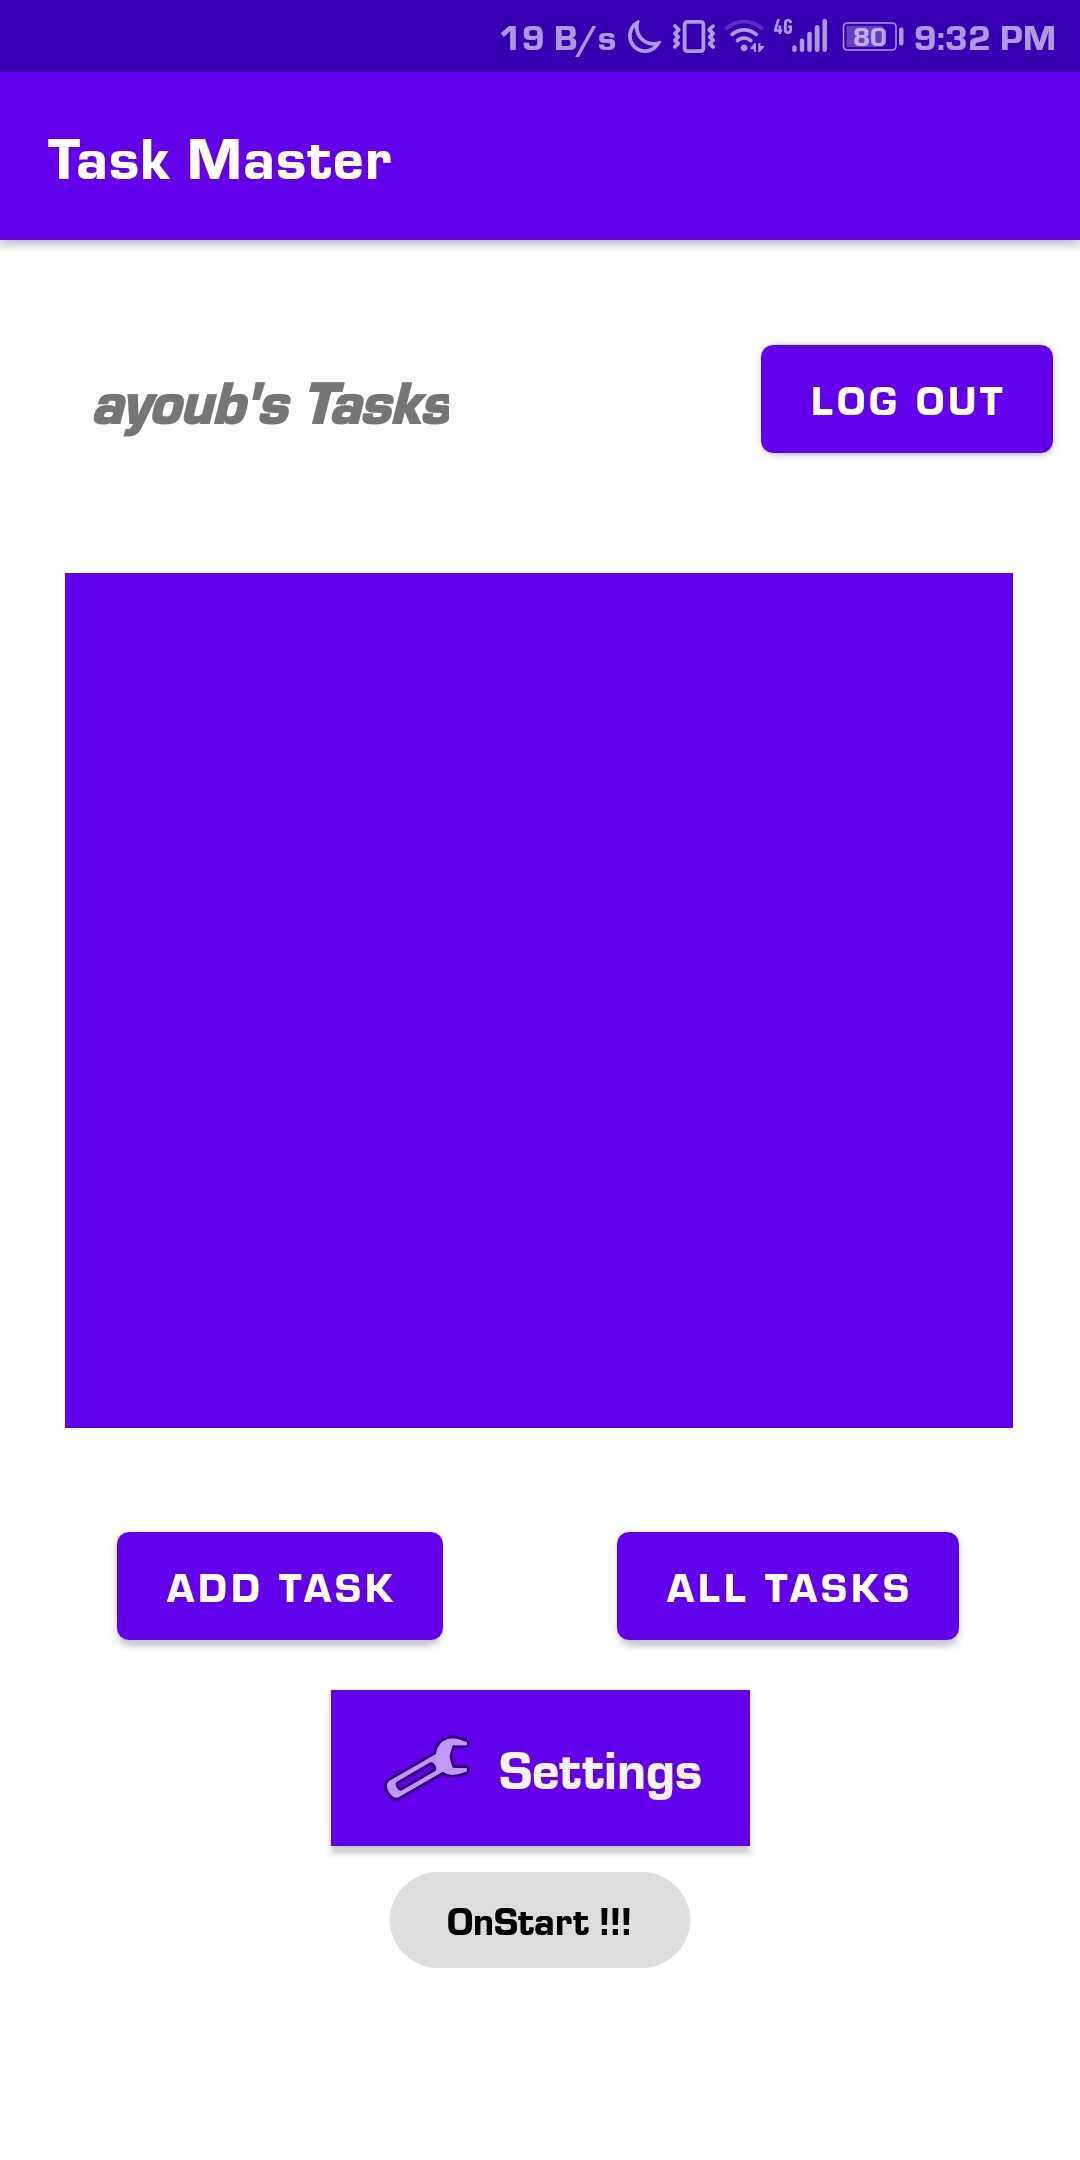 19 B/s 4G 80 9:32 PM
Task Master
ayoub's Tasks
LOG OUT
ADD TASK
ALL TASKS
Settings
OnStart !!!